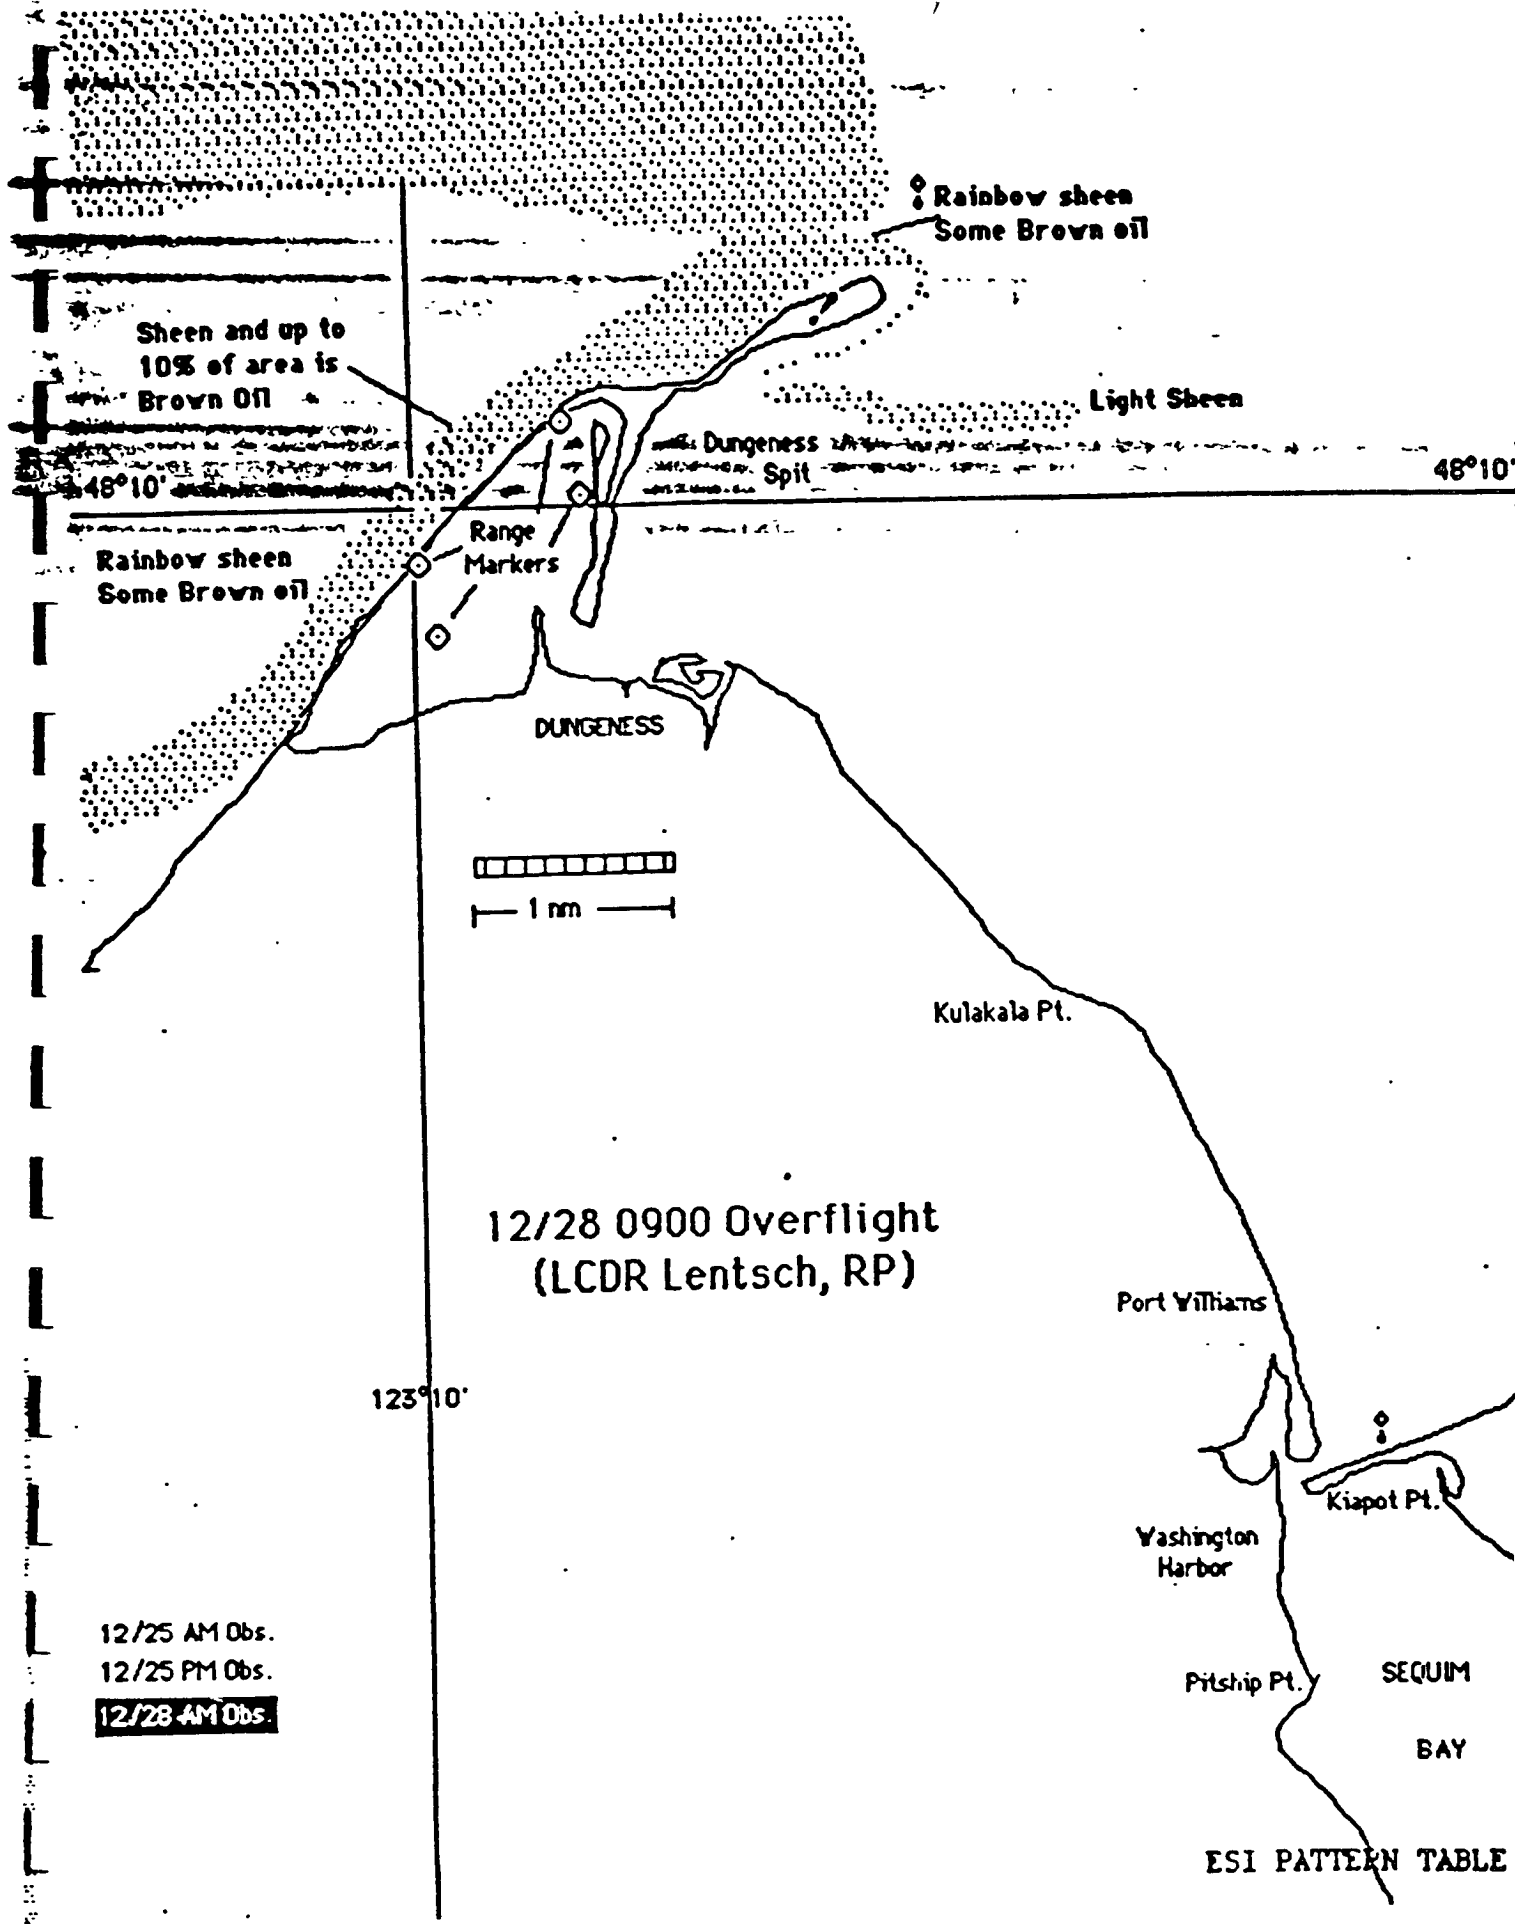 Rainbow sheen
Some Brown oil
Sheen and up to
10% of area is
Brown Oil
Light Sheen
Dungeness
Spit
48°10'
48°10'
Range
Markers
Rainbow sheen
Some Brown oil
DUNGENESS
1 nm
Kulakala Pt.
12/28 0900 Overflight
(LCDR Lentsch, RP)
Port Williams
123°10'
Kiapot Pt.
Washington
Harbor
12/25 AM Obs.
12/25 PM Obs.
12/28 AM Obs.
Pitship Pt.
SEQUIM
BAY
ESI PATTERN TABLE